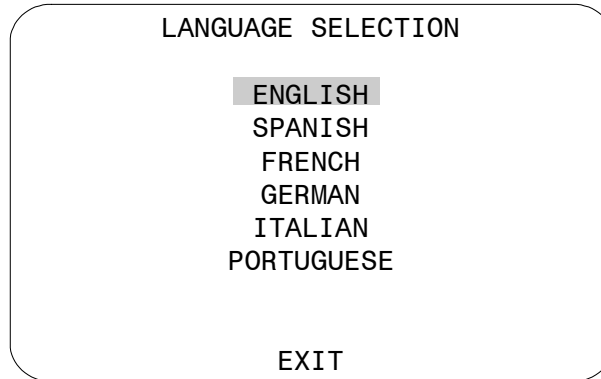 LANGUAGE SELECTION
ENGLISH
SPANISH
FRENCH
GERMAN
ITALIAN
PORTUGUESE
EXIT